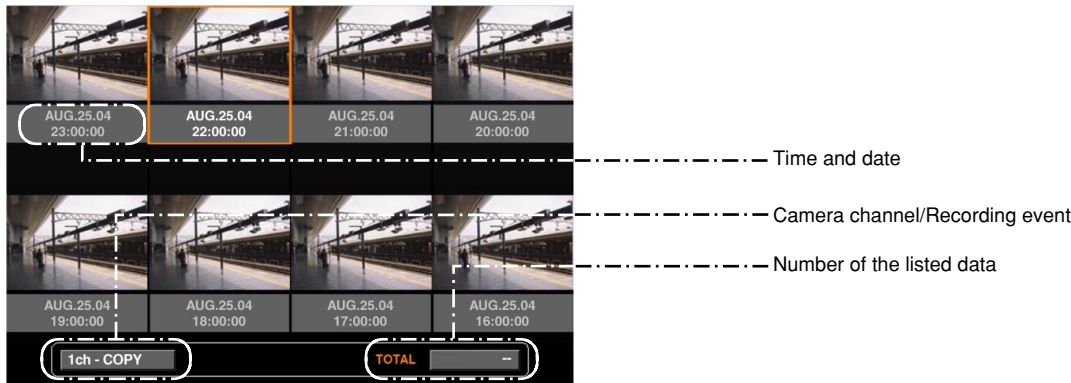 AUG.25.04 AUG.25.04 AUG.25.04 AUG.25.04
23:00:00 22:00:00 21:00:00 20:00:00
Time and date
Camera channel/Recording event
Number of the listed data
AUG.25.04 AUG.25.04 AUG.25.04 AUG.25.04
19:00:00 18:00:00 17:00:00 16:00:00
1ch - COPY TOTAL --